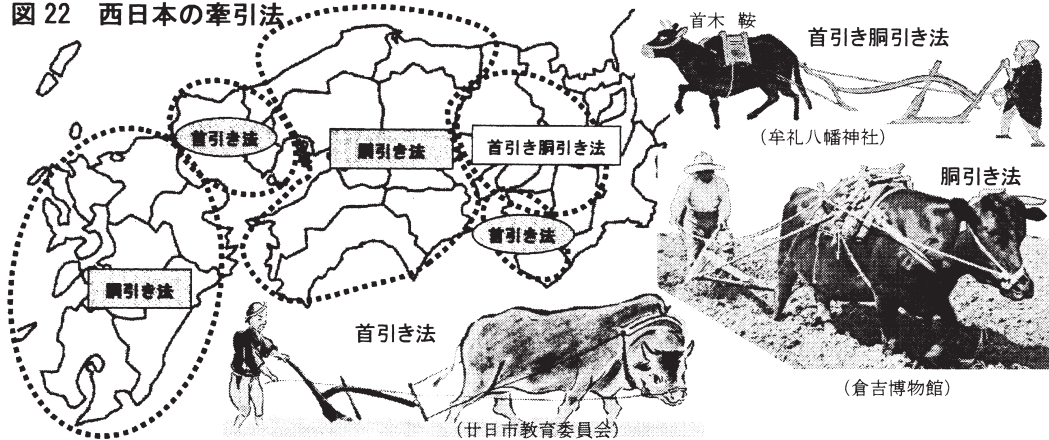 図22 西日本の牽引法
首引き法
胴引き法
首引き胴引き法
首引き法
胴引き法
首木 鞍
首引き胴引き法
(牟礼八幡神社)
胴引き法
(倉吉博物館)
首引き法
(廿日市教育委員会)